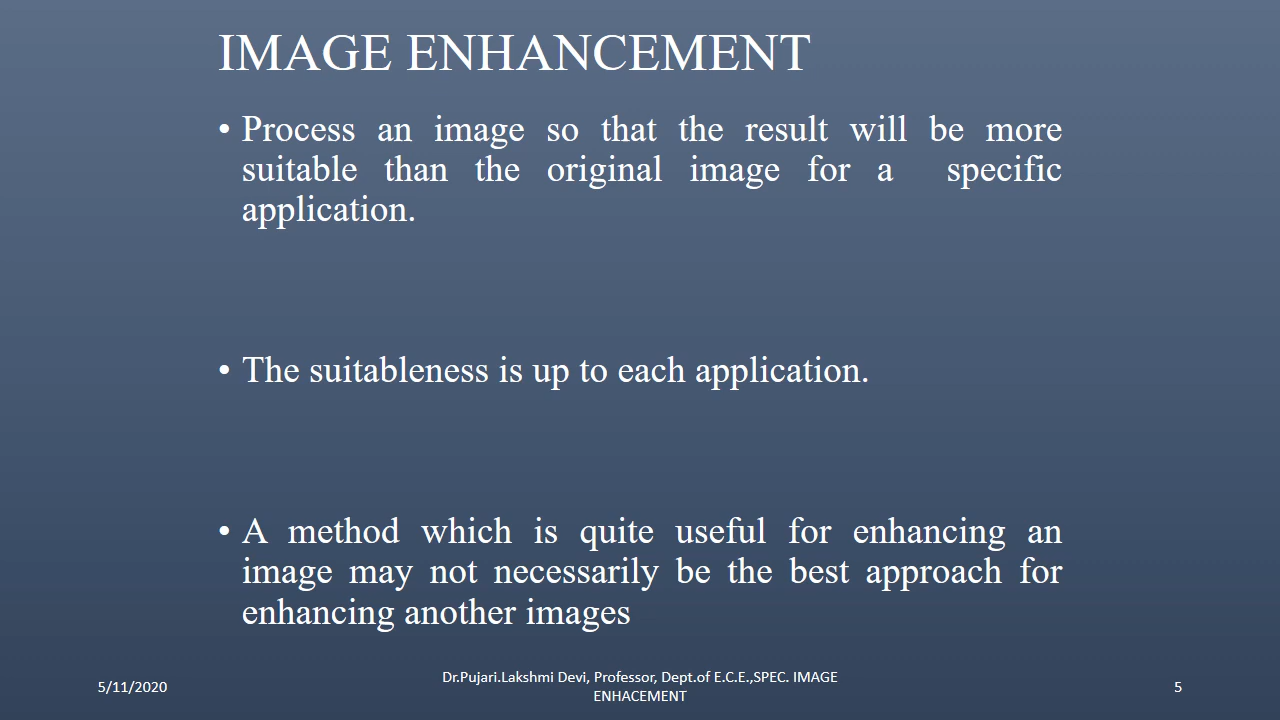 IMAGE ENHANCEMENT
• Process an image so that the result will be more
suitable than the original image for a specific
application.
• The suitableness is up to each application.
• A method which is quite useful for enhancing an
image may not necessarily be the best approach for
enhancing another images
5/11/2020
Dr.Pujari.Lakshmi Devi, Professor, Dept.of E.C.E.,SPEC. IMAGE
ENHACEMENT
5